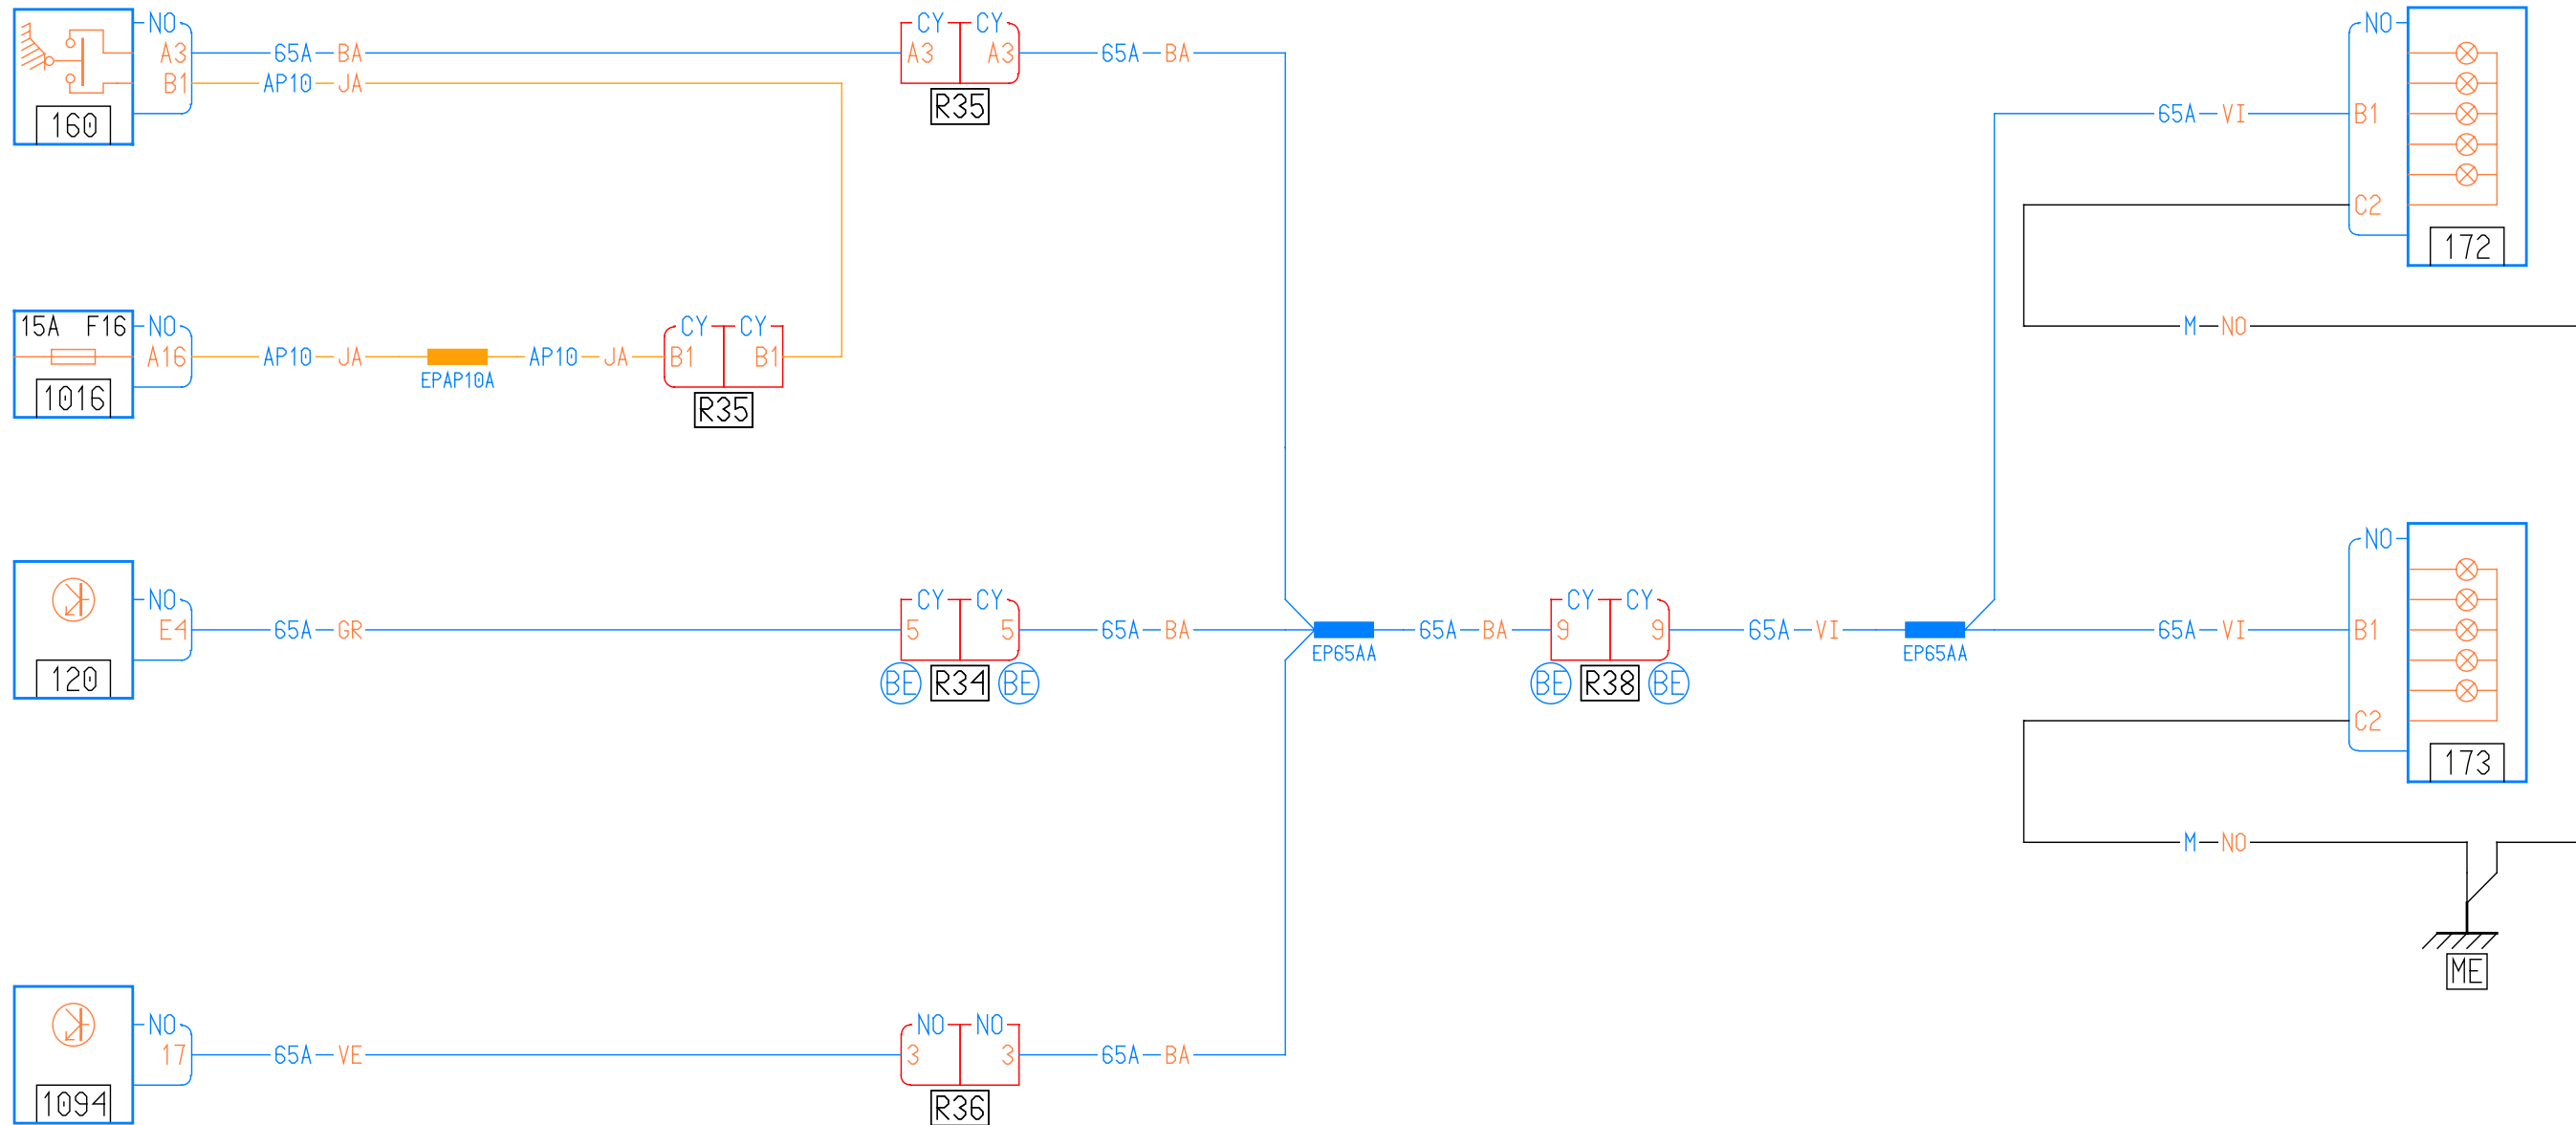 NO CY CY NO
A3 65A BA A3 A3 65A BA
B1 AP10 JA
R35
160
65A VI B1
C2
172
15A F16 NO CY CY M NO
A16 AP10 JA AP10 JA B1 B1
EPAP10A
1016
R35
NO
NO CY CY CY CY
E4 65A GR 5 5 65A BA 65A BA 9 9 65A VI 65A VI B1
EP65AA EP65AA
120
BE R34 BE BE R38 BE
C2
173
M NO
ME
NO NO NO
17 65A VE 3 3 65A BA
1094
R36